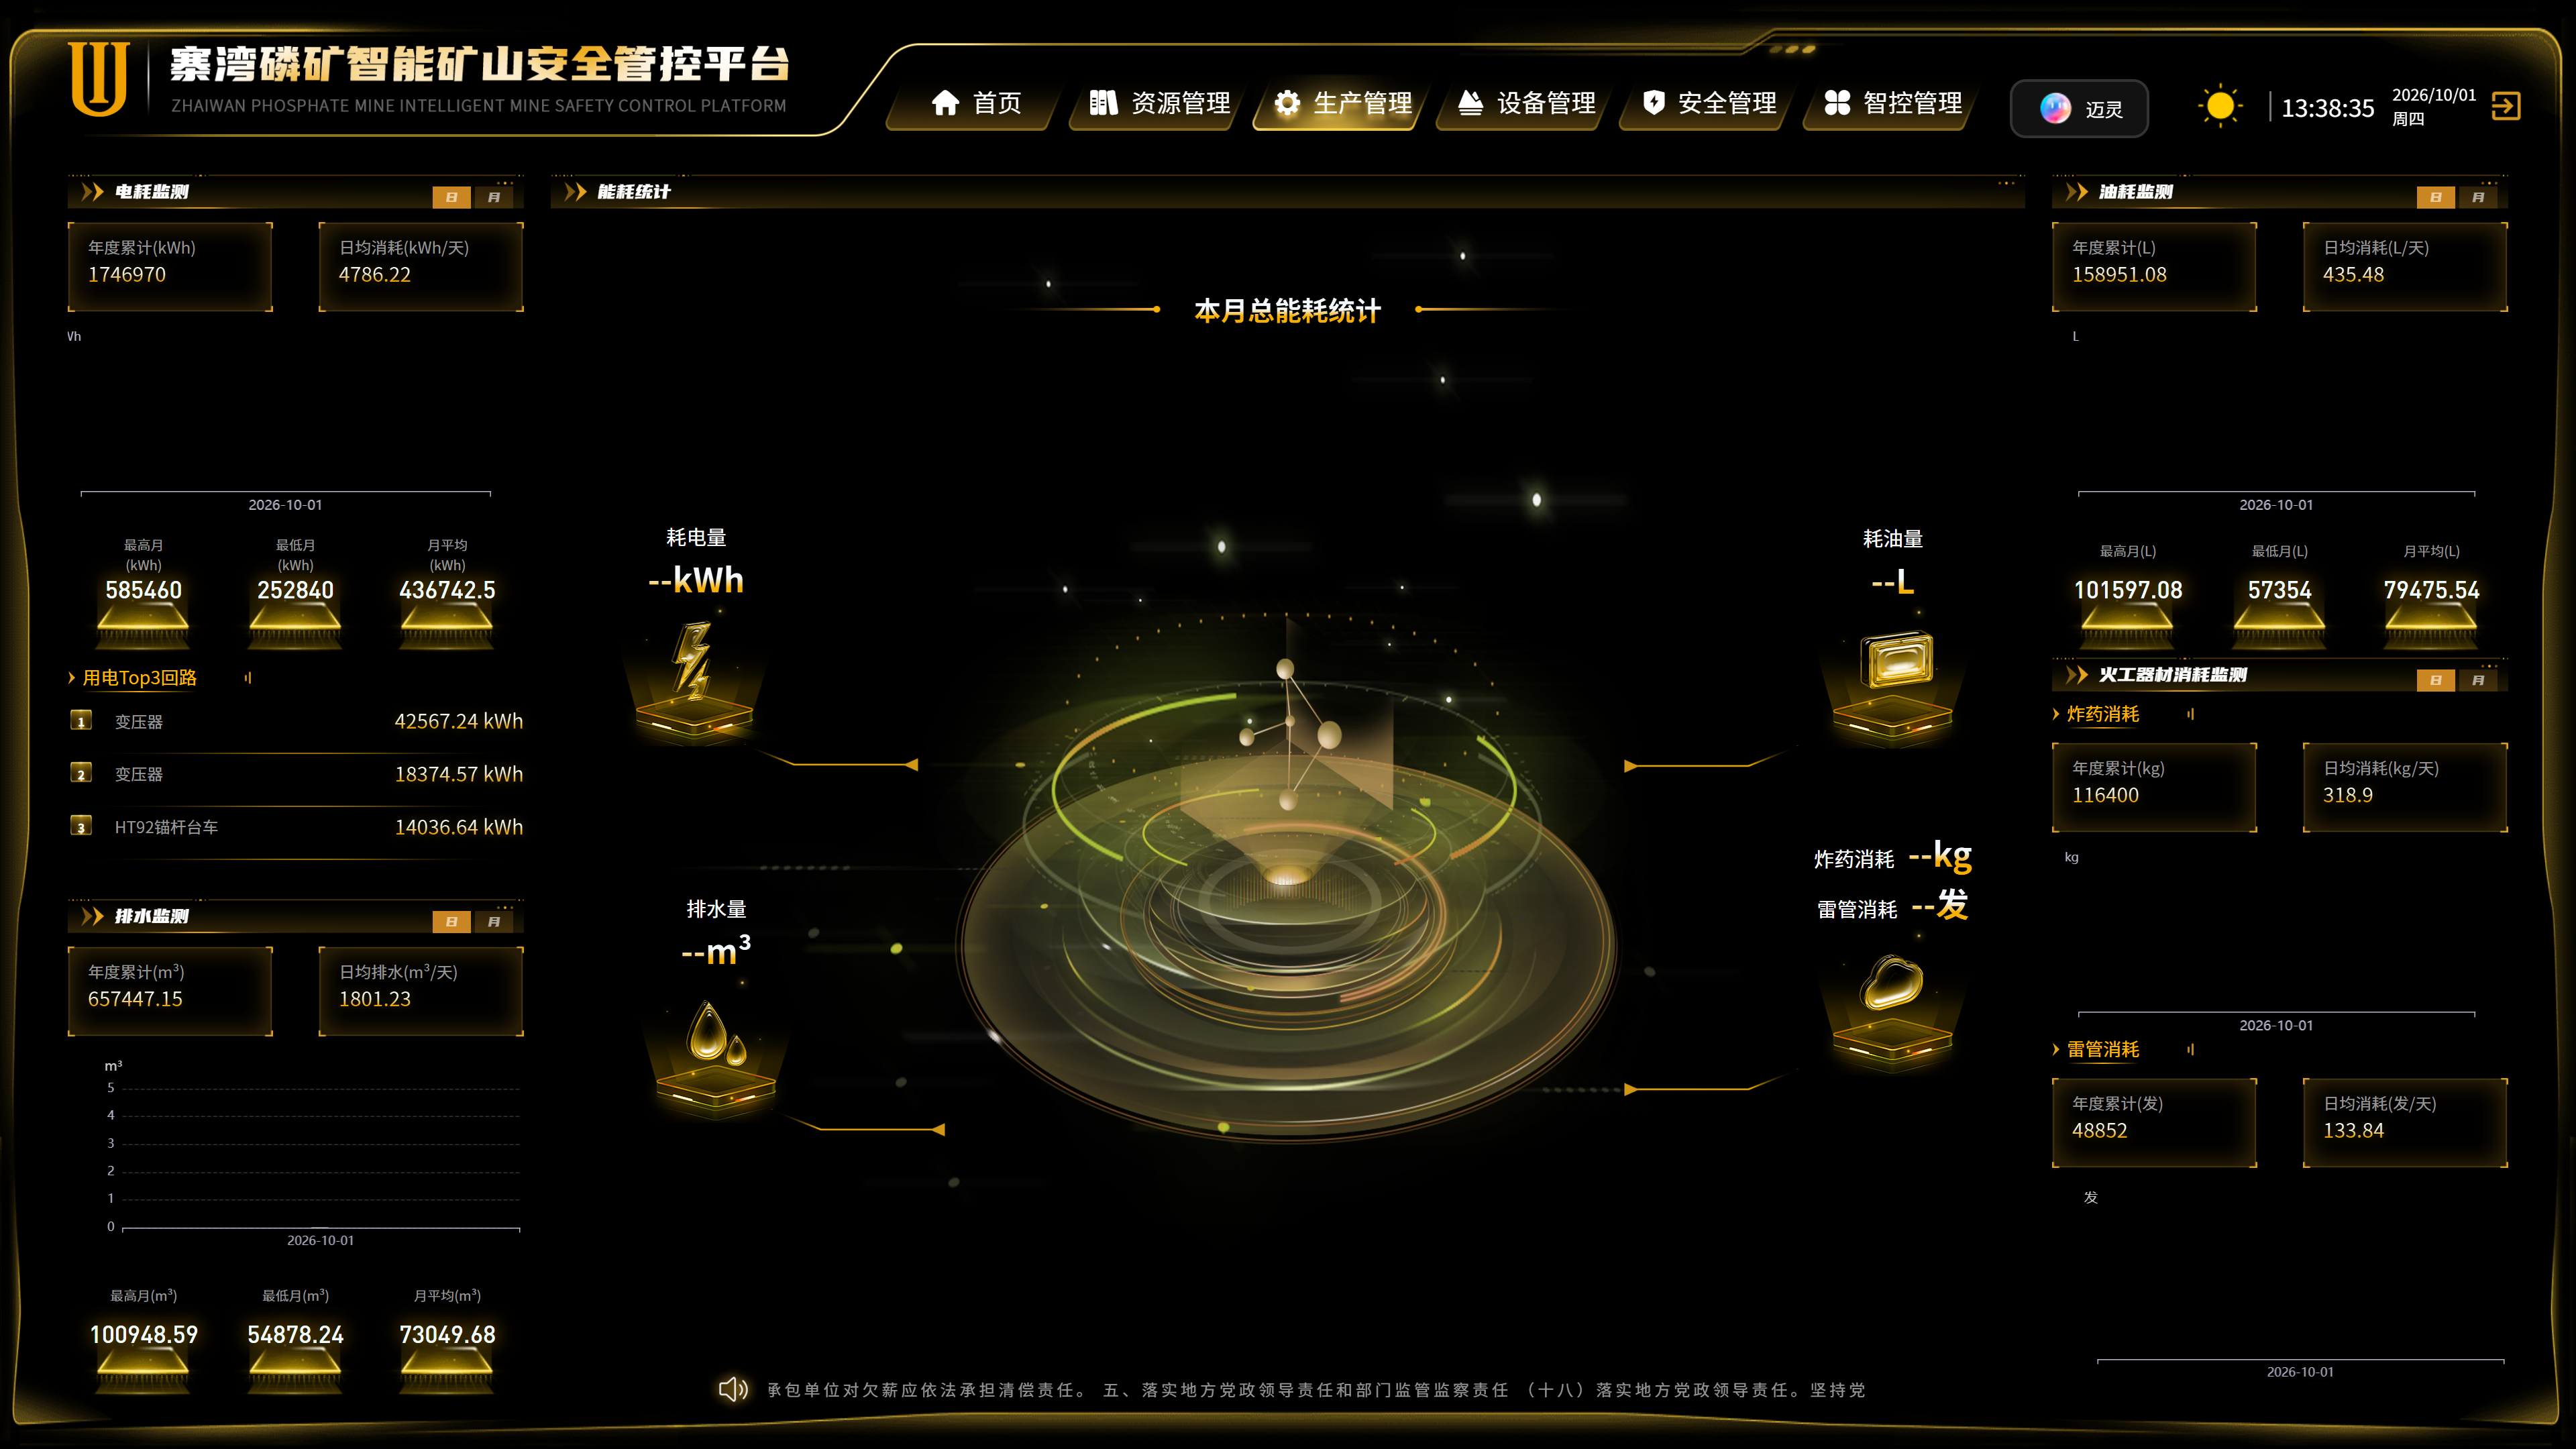 寨湾磷矿智能矿山安全管控平台
ZHAIWAN PHOSPHATE MINE INTELLIGENT MINE SAFETY CONTROL PLATFORM
首页
资源管理
生产管理
设备管理
安全管理
智控管理
迈灵
13:38:35
2026/10/01
周四
电耗监测
日 月
年度累计(kWh)
1746970
日均消耗(kWh/天)
4786.22
Wh
2026-10-01
最高月
(kWh)
585460
最低月
(kWh)
252840
月平均
(kWh)
436742.5
用电Top3回路
1 变压器 42567.24 kWh
2 变压器 18374.57 kWh
3 HT92锚杆台车 14036.64 kWh
排水监测
日 月
年度累计(m³)
657447.15
日均排水(m³/天)
1801.23
m³
5
4
3
2
1
0
2026-10-01
最高月(m³)
100948.59
最低月(m³)
54878.24
月平均(m³)
73049.68
能耗统计
本月总能耗统计
耗电量
--kWh
排水量
--m³
耗油量
--L
炸药消耗 --kg
雷管消耗 --发
承包单位对欠薪应依法承担清偿责任。 五、落实地方党政领导责任和部门监管监察责任 （十八）落实地方党政领导责任。坚持党
油耗监测
日 月
年度累计(L)
158951.08
日均消耗(L/天)
435.48
L
2026-10-01
最高月(L)
101597.08
最低月(L)
57354
月平均(L)
79475.54
火工器材消耗监测
日 月
炸药消耗
年度累计(kg)
116400
日均消耗(kg/天)
318.9
kg
2026-10-01
雷管消耗
年度累计(发)
48852
日均消耗(发/天)
133.84
发
2026-10-01